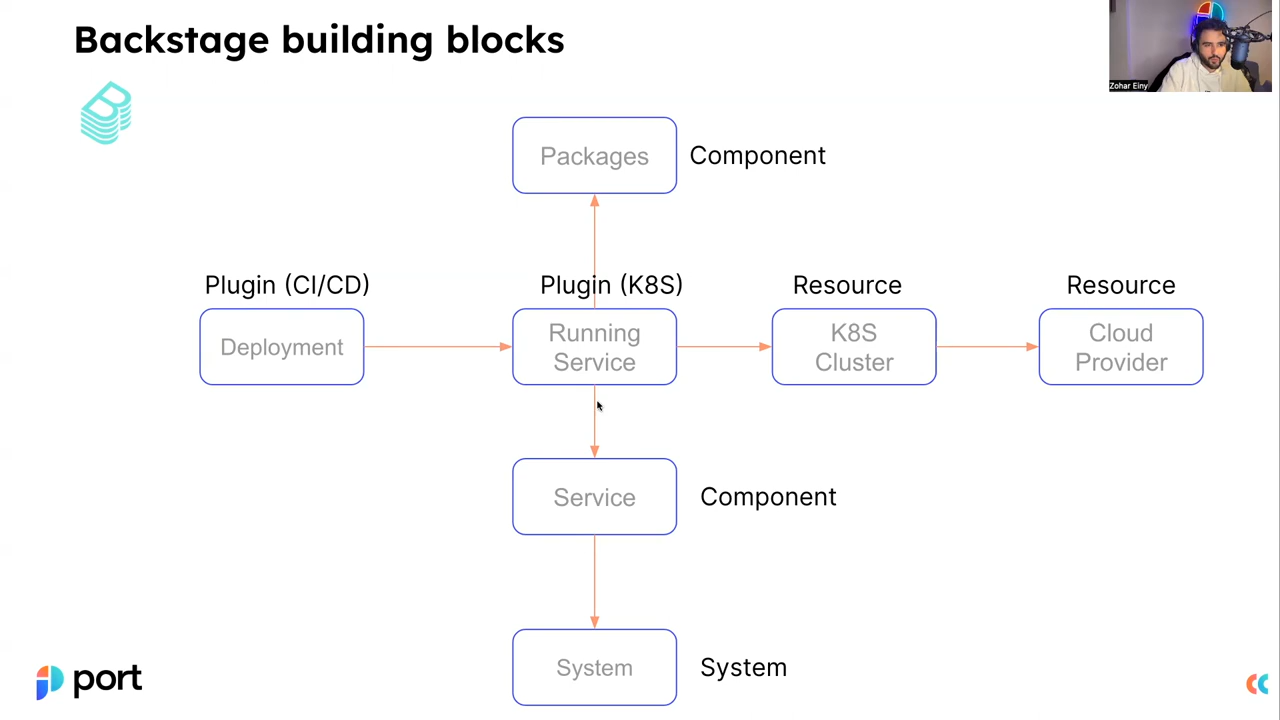 Backstage building blocks
Zohar Einy
Packages
Component
Plugin (CI/CD)
Plugin (K8S)
Resource
Resource
Deployment
Running
Service
K8S
Cluster
Cloud
Provider
Service
Component
System
System
port